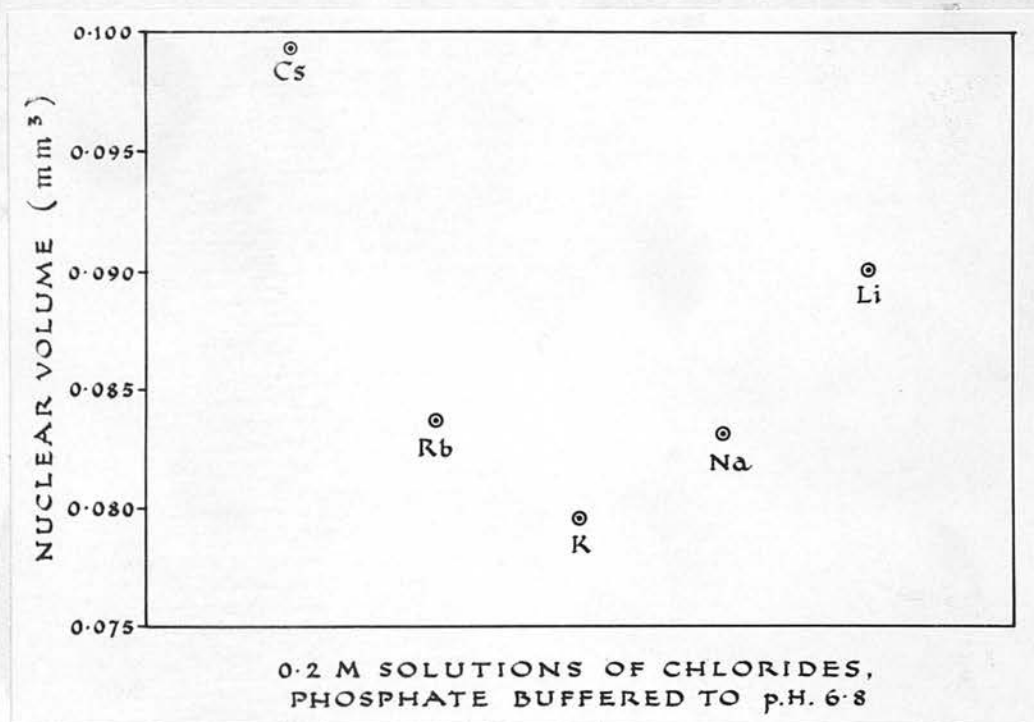 0·100
Cs
0·095
0·090
Li
0·085
Rb
Na
0·080
K
0·075
NUCLEAR VOLUME (mm³)
0·2 M SOLUTIONS OF CHLORIDES,
PHOSPHATE BUFFERED TO p.H. 6·8